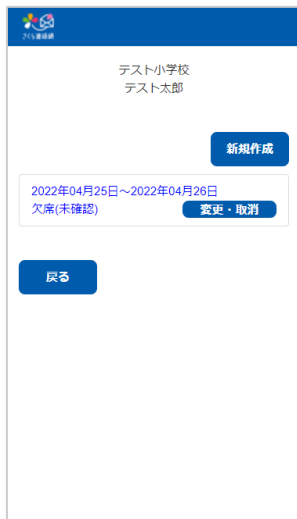 さくら連絡網
テスト小学校
テスト太郎
新規作成
2022年04月25日～2022年04月26日
欠席(未確認)
変更・取消
戻る